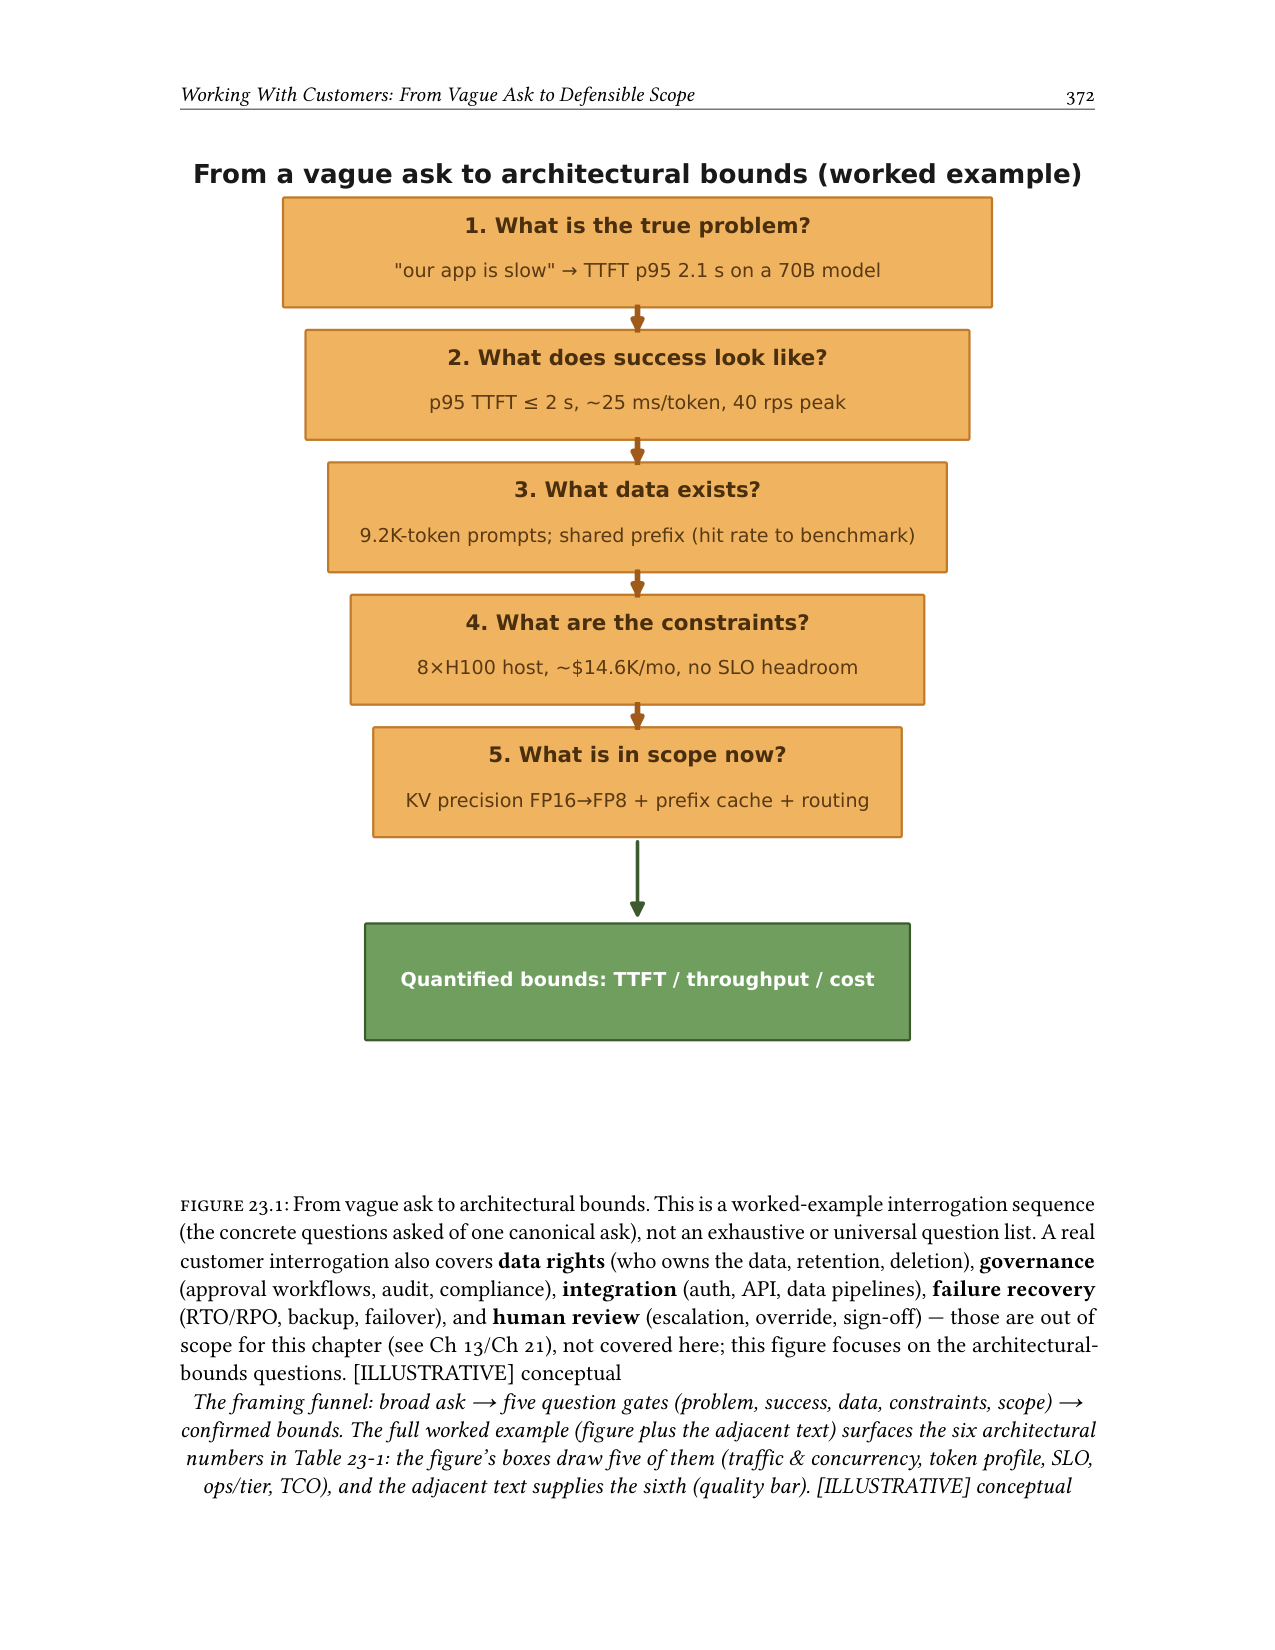 Working With Customers: From Vague Ask to Defensible Scope 372
From a vague ask to architectural bounds (worked example)
1. What is the true problem?
"our app is slow" → TTFT p95 2.1 s on a 70B model
2. What does success look like?
p95 TTFT ≤ 2 s, ~25 ms/token, 40 rps peak
3. What data exists?
9.2K-token prompts; shared prefix (hit rate to benchmark)
4. What are the constraints?
8×H100 host, ~$14.6K/mo, no SLO headroom
5. What is in scope now?
KV precision FP16→FP8 + prefix cache + routing
Quantified bounds: TTFT / throughput / cost
FIGURE 23.1: From vague ask to architectural bounds. This is a worked-example interrogation sequence
(the concrete questions asked of one canonical ask), not an exhaustive or universal question list. A real
customer interrogation also covers data rights (who owns the data, retention, deletion), governance
(approval workflows, audit, compliance), integration (auth, API, data pipelines), failure recovery
(RTO/RPO, backup, failover), and human review (escalation, override, sign-off) — those are out of
scope for this chapter (see Ch 13/Ch 21), not covered here; this figure focuses on the architectural-
bounds questions. [ILLUSTRATIVE] conceptual
The framing funnel: broad ask → five question gates (problem, success, data, constraints, scope) →
confirmed bounds. The full worked example (figure plus the adjacent text) surfaces the six architectural
numbers in Table 23-1: the figure's boxes draw five of them (traffic & concurrency, token profile, SLO,
ops/tier, TCO), and the adjacent text supplies the sixth (quality bar). [ILLUSTRATIVE] conceptual